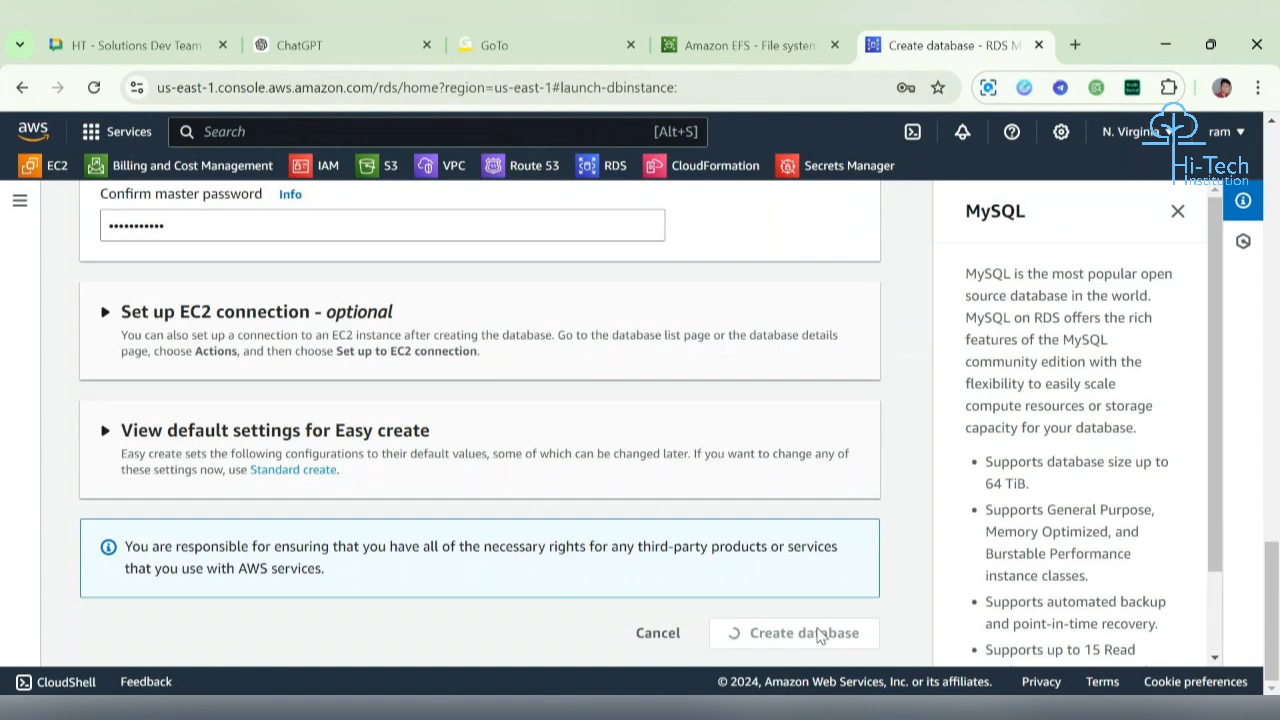 HT - Solutions Dev Team
ChatGPT
GoTo
Amazon EFS - File system
Create database - RDS M
us-east-1.console.aws.amazon.com/rds/home?region=us-east-1#launch-dbinstance:
aws
Services
Search
[Alt+S]
N. Virginia
ram
EC2
Billing and Cost Management
IAM
S3
VPC
Route 53
RDS
CloudFormation
Secrets Manager
Hi-Tech
Institution
Confirm master password
Info
•••••••••••
Set up EC2 connection - optional
You can also set up a connection to an EC2 instance after creating the database. Go to the database list page or the database details
page, choose Actions, and then choose Set up to EC2 connection.
View default settings for Easy create
Easy create sets the following configurations to their default values, some of which can be changed later. If you want to change any of
these settings now, use Standard create.
You are responsible for ensuring that you have all of the necessary rights for any third-party products or services
that you use with AWS services.
Cancel
Create database
MySQL
MySQL is the most popular open
source database in the world.
MySQL on RDS offers the rich
features of the MySQL
community edition with the
flexibility to easily scale
compute resources or storage
capacity for your database.
• Supports database size up to
64 TiB.
• Supports General Purpose,
Memory Optimized, and
Burstable Performance
instance classes.
• Supports automated backup
and point-in-time recovery.
• Supports up to 15 Read
CloudShell
Feedback
© 2024, Amazon Web Services, Inc. or its affiliates.
Privacy
Terms
Cookie preferences